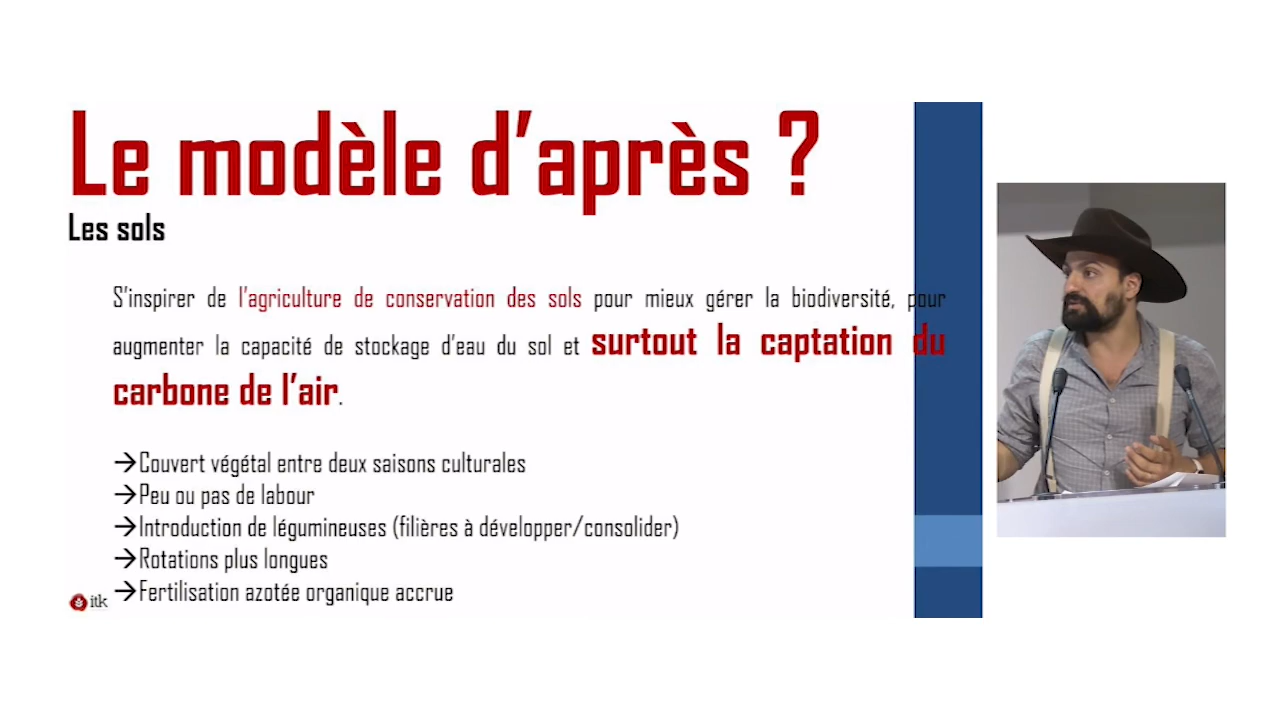 Le modèle d'après ?
Les sols
S'inspirer de l'agriculture de conservation des sols pour mieux gérer la biodiversité, pour
augmenter la capacité de stockage d'eau du sol et surtout la captation du
carbone de l'air.
→Couvert végétal entre deux saisons culturales
→Peu ou pas de labour
→Introduction de légumineuses (filières à développer/consolider)
→Rotations plus longues
→Fertilisation azotée organique accrue
itk